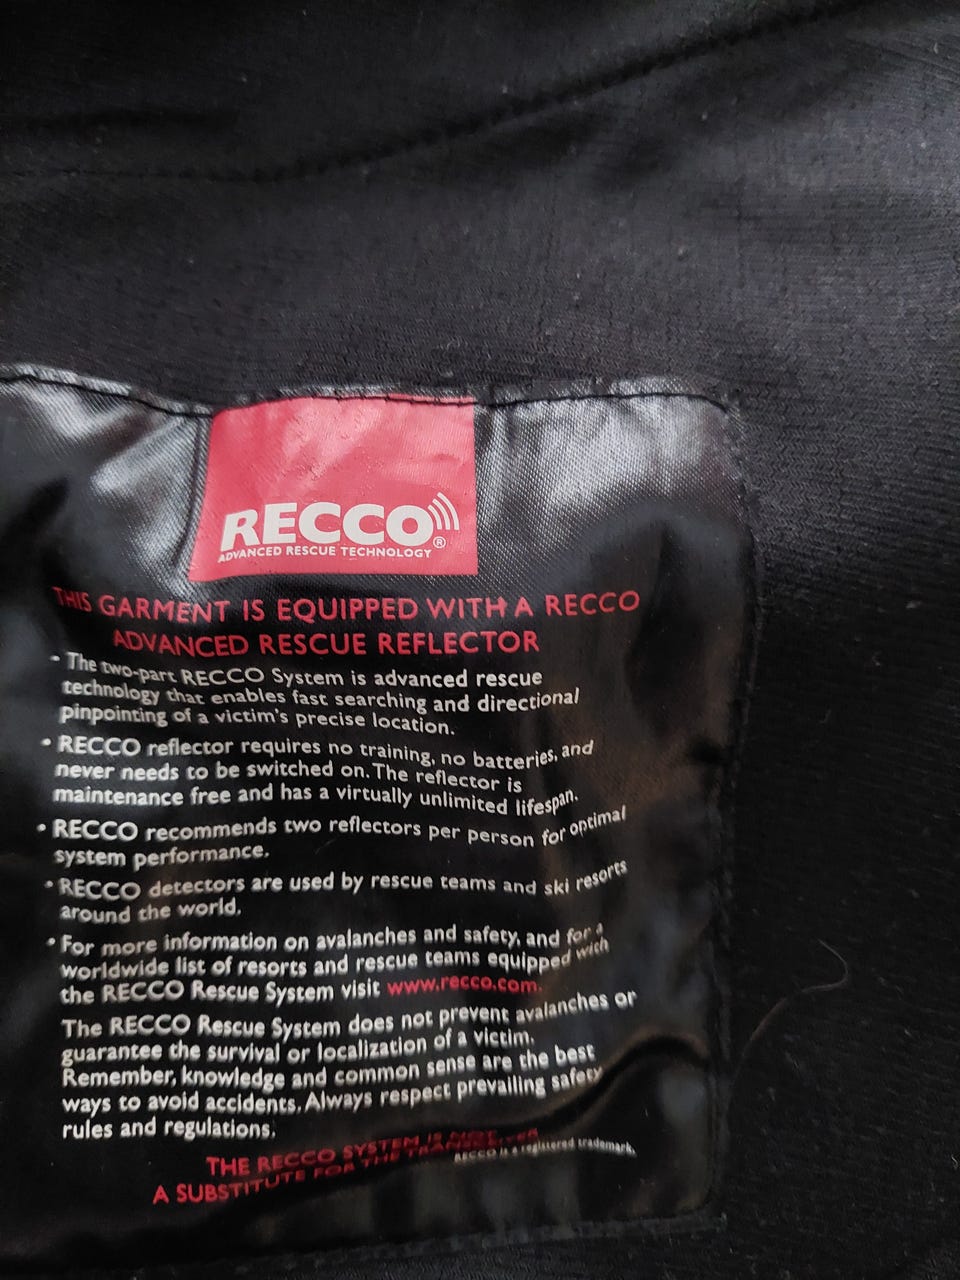 RECCO®
ADVANCED RESCUE TECHNOLOGY
THIS GARMENT IS EQUIPPED WITH A RECCO
ADVANCED RESCUE REFLECTOR
• The two-part RECCO System is advanced rescue
technology that enables fast searching and directional
pinpointing of a victim's precise location.
• RECCO reflector requires no training, no batteries, and
never needs to be switched on. The reflector is
maintenance free and has a virtually unlimited lifespan.
• RECCO recommends two reflectors per person for optimal
system performance.
• RECCO detectors are used by rescue teams and ski resorts
around the world.
• For more information on avalanches and safety, and for a
worldwide list of resorts and rescue teams equipped with
the RECCO Rescue System visit www.recco.com.
The RECCO Rescue System does not prevent avalanches or
guarantee the survival or localization of a victim.
Remember, knowledge and common sense are the best
ways to avoid accidents. Always respect prevailing safety
rules and regulations.
THE RECCO SYSTEM IS
A SUBSTITUTE FOR THE
RECCO is a registered trademark.